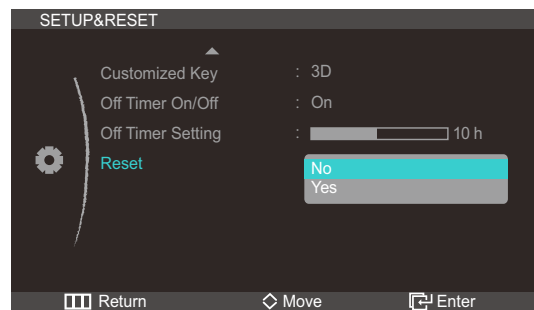 SETUP&RESET
Customized Key : 3D
Off Timer On/Off : On
Off Timer Setting : 10 h
Reset No
Yes
Return Move Enter